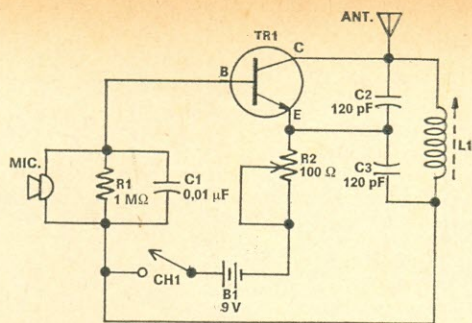 ANT.
TR1
C
B
E
C2
120 pF
L1
MIC.
R1
1 MΩ
C1
0,01 μF
R2
100 Ω
C3
120 pF
CH1
B1
9 V